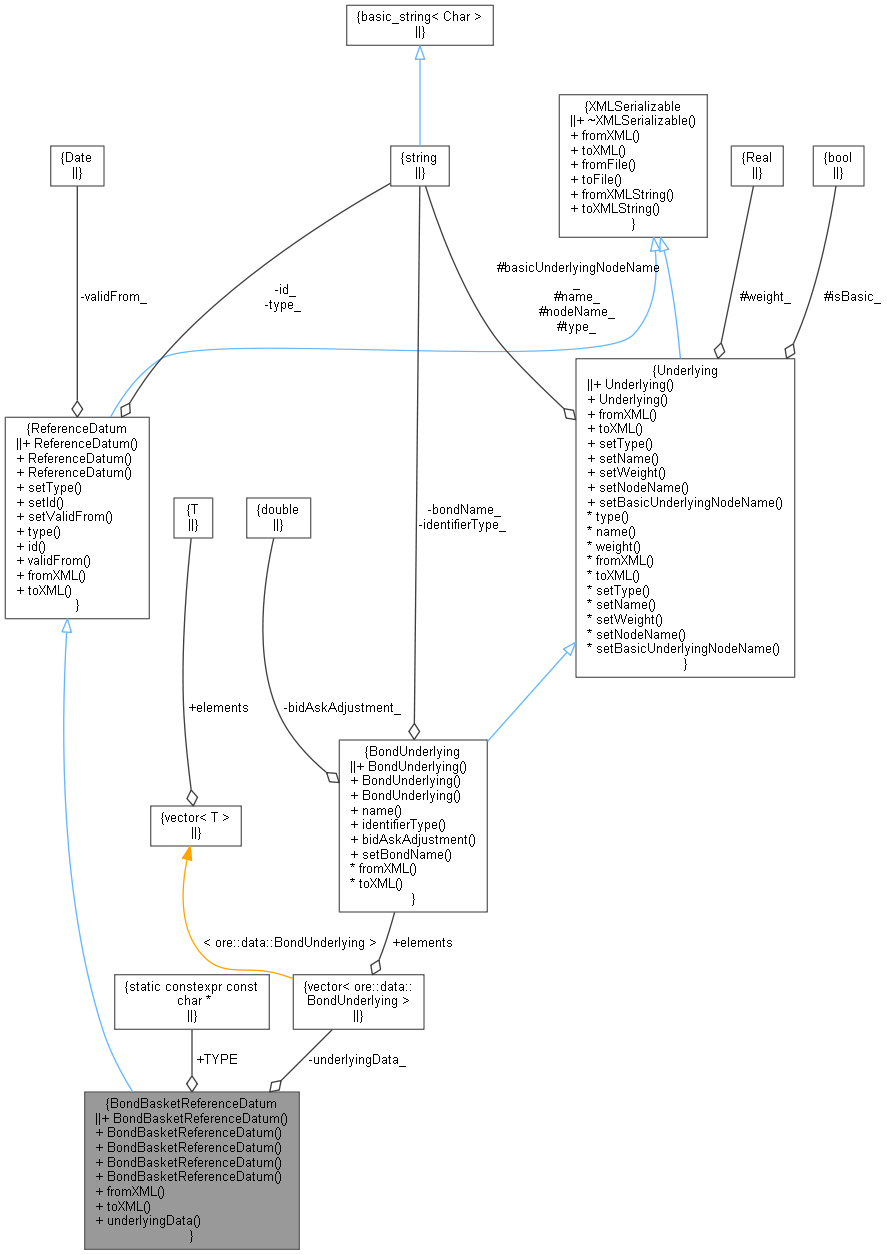 {basic_string< Char >
||}
{XMLSerializable
||+ ~XMLSerializable()
+ fromXML()
+ toXML()
+ fromFile()
+ toFile()
+ fromXMLString()
+ toXMLString()
}
{Date
||}
{string
||}
{Real
||}
{bool
||}
-validFrom_
-id_
-type_
#basicUnderlyingNodeName
_
#name_
#nodeName_
#type_
#weight_
#isBasic_
{Underlying
||+ Underlying()
+ Underlying()
+ fromXML()
+ toXML()
+ setType()
+ setName()
+ setWeight()
+ setNodeName()
+ setBasicUnderlyingNodeName()
* type()
* name()
* weight()
* fromXML()
* toXML()
* setType()
* setName()
* setWeight()
* setNodeName()
* setBasicUnderlyingNodeName()
}
{ReferenceDatum
||+ ReferenceDatum()
+ ReferenceDatum()
+ ReferenceDatum()
+ setType()
+ setId()
+ setValidFrom()
+ type()
+ id()
+ validFrom()
+ fromXML()
+ toXML()
}
{T
||}
{double
||}
-bondName_
-identifierType_
+elements
-bidAskAdjustment_
{BondUnderlying
||+ BondUnderlying()
+ BondUnderlying()
+ BondUnderlying()
+ name()
+ identifierType()
+ bidAskAdjustment()
+ setBondName()
* fromXML()
* toXML()
}
{vector< T >
||}
< ore::data::BondUnderlying >
+elements
{static constexpr const
char *
||}
{vector< ore::data::
BondUnderlying >
||}
+TYPE
-underlyingData_
{BondBasketReferenceDatum
||+ BondBasketReferenceDatum()
+ BondBasketReferenceDatum()
+ BondBasketReferenceDatum()
+ BondBasketReferenceDatum()
+ BondBasketReferenceDatum()
+ fromXML()
+ toXML()
+ underlyingData()
}